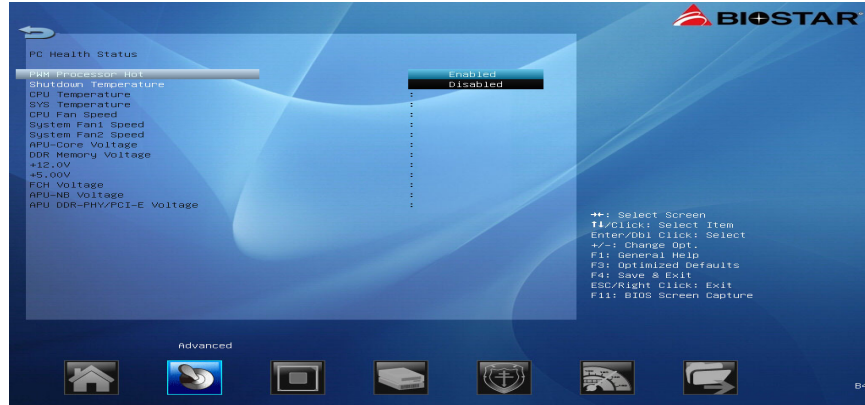 BIOSTAR
PC Health Status
PWM Processor Hot Enabled
Shutdown Temperature Disabled
CPU Temperature :
SYS Temperature :
CPU Fan Speed :
System Fan1 Speed :
System Fan2 Speed :
APU-Core Voltage :
DDR Memory Voltage :
+12.0V :
+5.00V :
FCH Voltage :
APU-NB Voltage :
APU DDR-PHY/PCI-E Voltage :
→←: Select Screen
↑↓/Click: Select Item
Enter/Dbl Click: Select
+/-: Change Opt.
F1: General Help
F3: Optimized Defaults
F4: Save & Exit
ESC/Right Click: Exit
F11: BIOS Screen Capture
Advanced